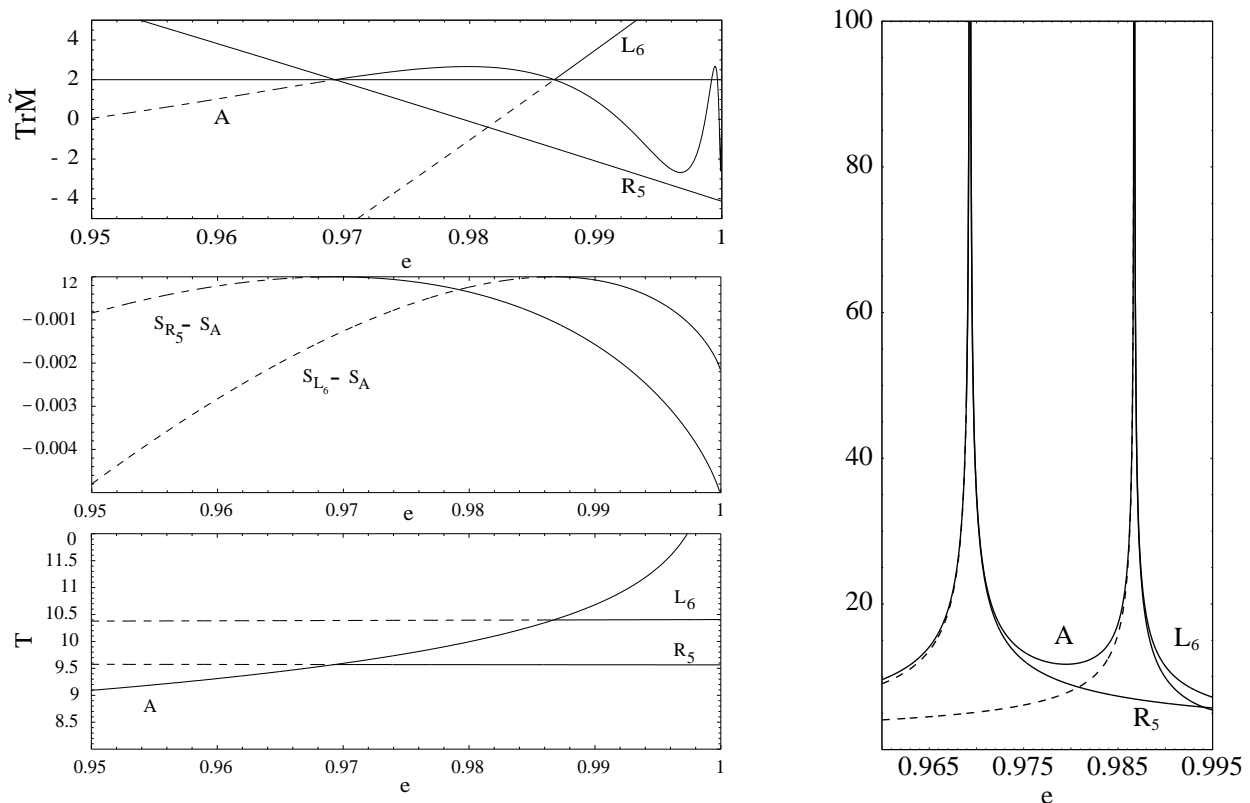 4
2
0
- 2
- 4
TrM̃
A
L₆
R₅
0.95 0.96 0.97 0.98 0.99 1
e
12
−0.001
−0.002
−0.003
−0.004
S_R₅ − S_A
S_L₆ − S_A
0.95 0.96 0.97 0.98 0.99 1
e
0
11.5
11
10.5
10
9.5
9
8.5
T
L₆
R₅
A
0.95 0.96 0.97 0.98 0.99 1
e
100
80
60
40
20
A
L₆
R₅
0.965 0.975 0.985 0.995
e